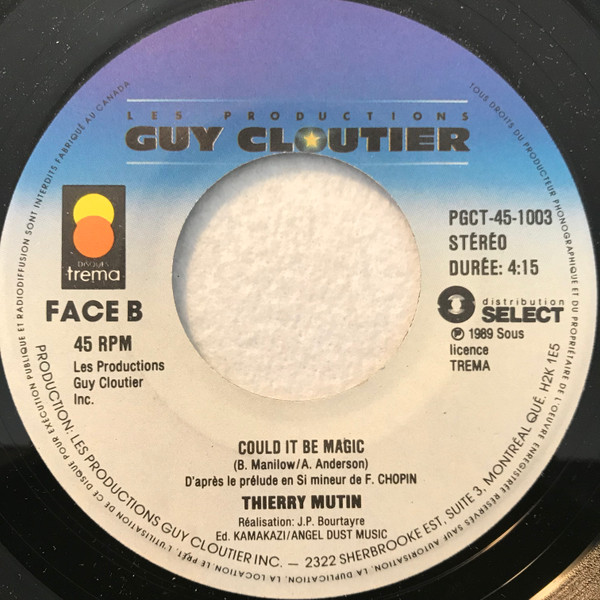 LES PRODUCTIONS
GUY CLOUTIER
DISQUES
trema
FACE B
45 RPM
Les Productions
Guy Cloutier
Inc.
PGCT-45-1003
STÉRÉO
DURÉE: 4:15
distribution
SELECT
℗ 1989 Sous
licence
TREMA
COULD IT BE MAGIC
(B. Manilow/A. Anderson)
D'après le prélude en Si mineur de F. CHOPIN
THIERRY MUTIN
Réalisation: J.P. Bourtayre
Ed. KAMAKAZI/ANGEL DUST MUSIC
PRODUCTION: LES PRODUCTIONS GUY CLOUTIER INC. — 2322 SHERBROOKE EST, SUITE 3, MONTRÉAL QUÉ. H2K 1E5
TOUS DROITS DU PRODUCTEUR PHONOGRAPHIQUE ET DU PROPRIÉTAIRE DE L'OEUVRE ENREGISTRÉE RÉSERVÉS. SAUF AUTORISATION, LA DUPLICATION, LA LOCATION, LE PRÊT, L'UTILISATION DE CE DISQUE POUR EXÉCUTION PUBLIQUE ET RADIODIFFUSION SONT INTERDITS FABRIQUÉ AU CANADA